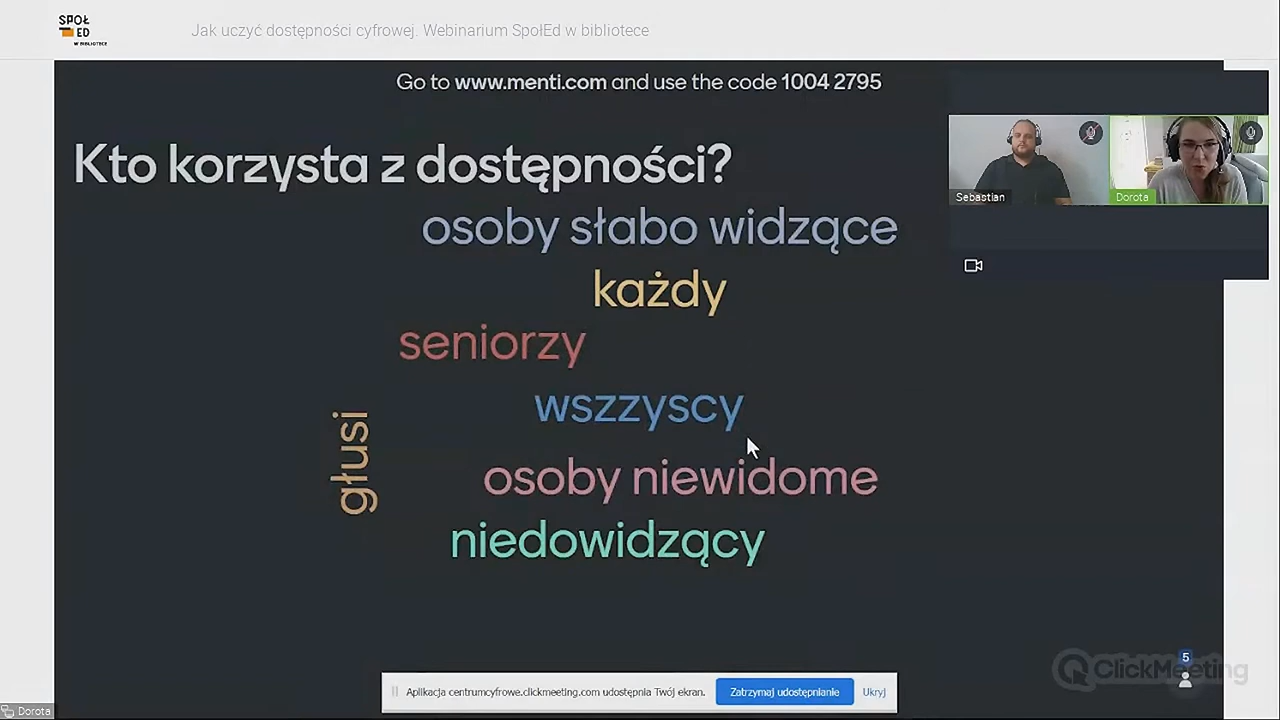 SPOŁ
ED
W BIBLIOTECE
Jak uczyć dostępności cyfrowej. Webinarium SpołEd w bibliotece
Go to www.menti.com and use the code 1004 2795
Kto korzysta z dostępności?
osoby słabo widzące
każdy
seniorzy
wszzyscy
głusi
osoby niewidome
niedowidzący
Sebastian
Dorota
5
ClickMeeting
Aplikacja centrumcyfrowe.clickmeeting.com udostępnia Twój ekran.
Zatrzymaj udostępnianie
Ukryj
Dorota